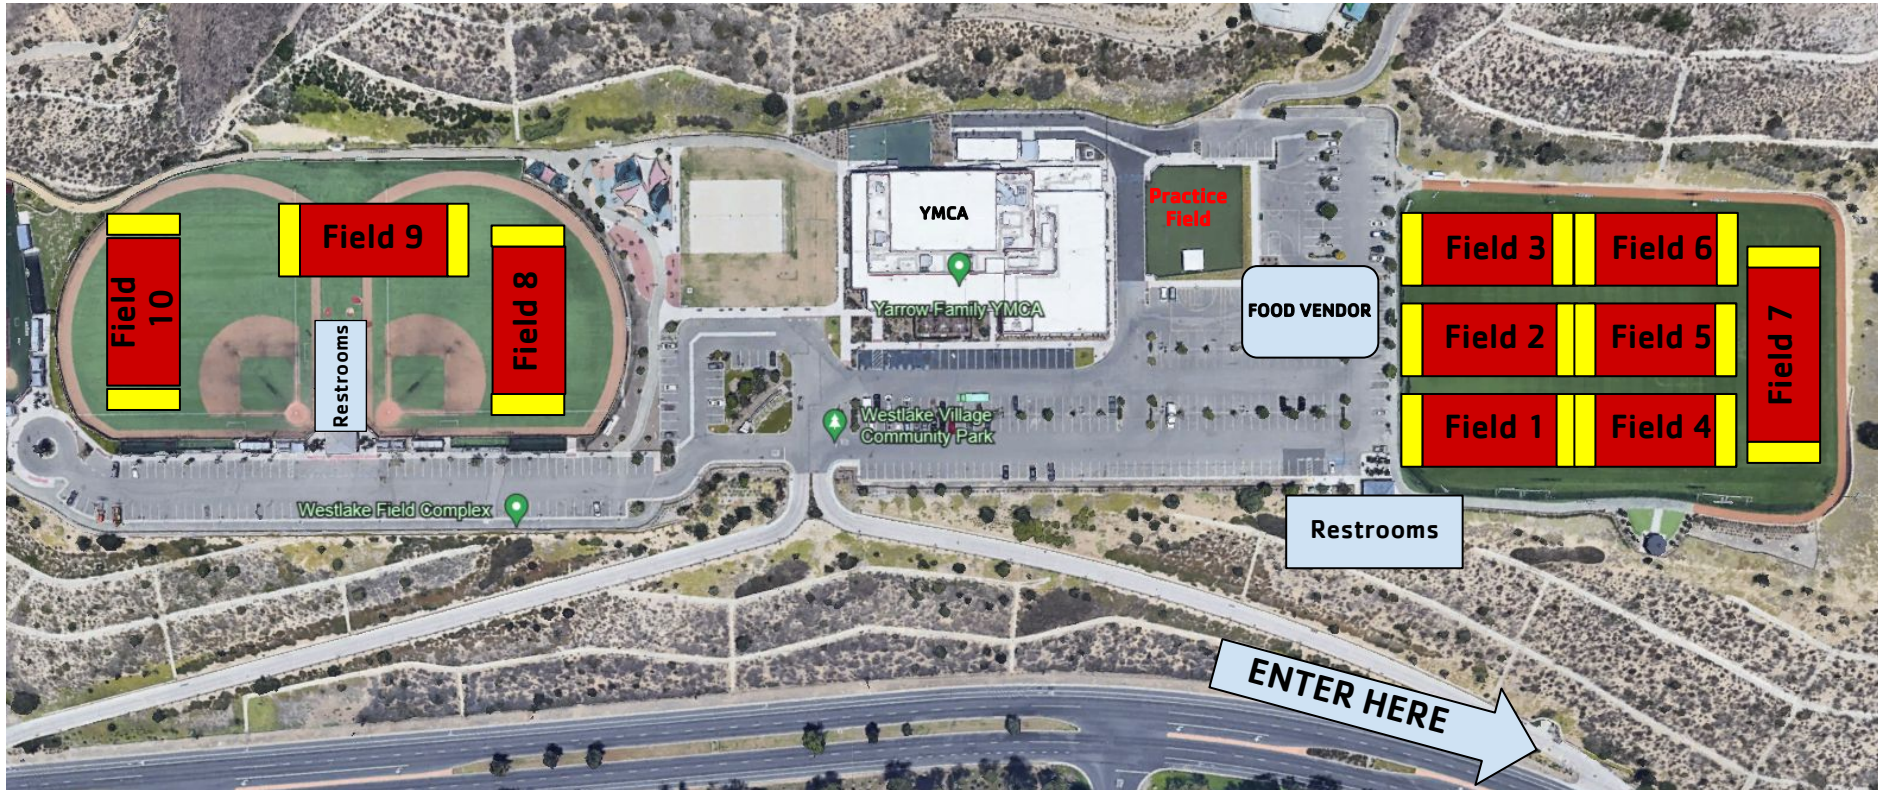 Field
10
Field 9
Field 8
Restrooms
YMCA
Yarrow Family YMCA
Practice
Field
FOOD VENDOR
Field 3
Field 6
Field 2
Field 5
Field 1
Field 4
Field 7
Westlake Village
Community Park
Westlake Field Complex
Restrooms
ENTER HERE